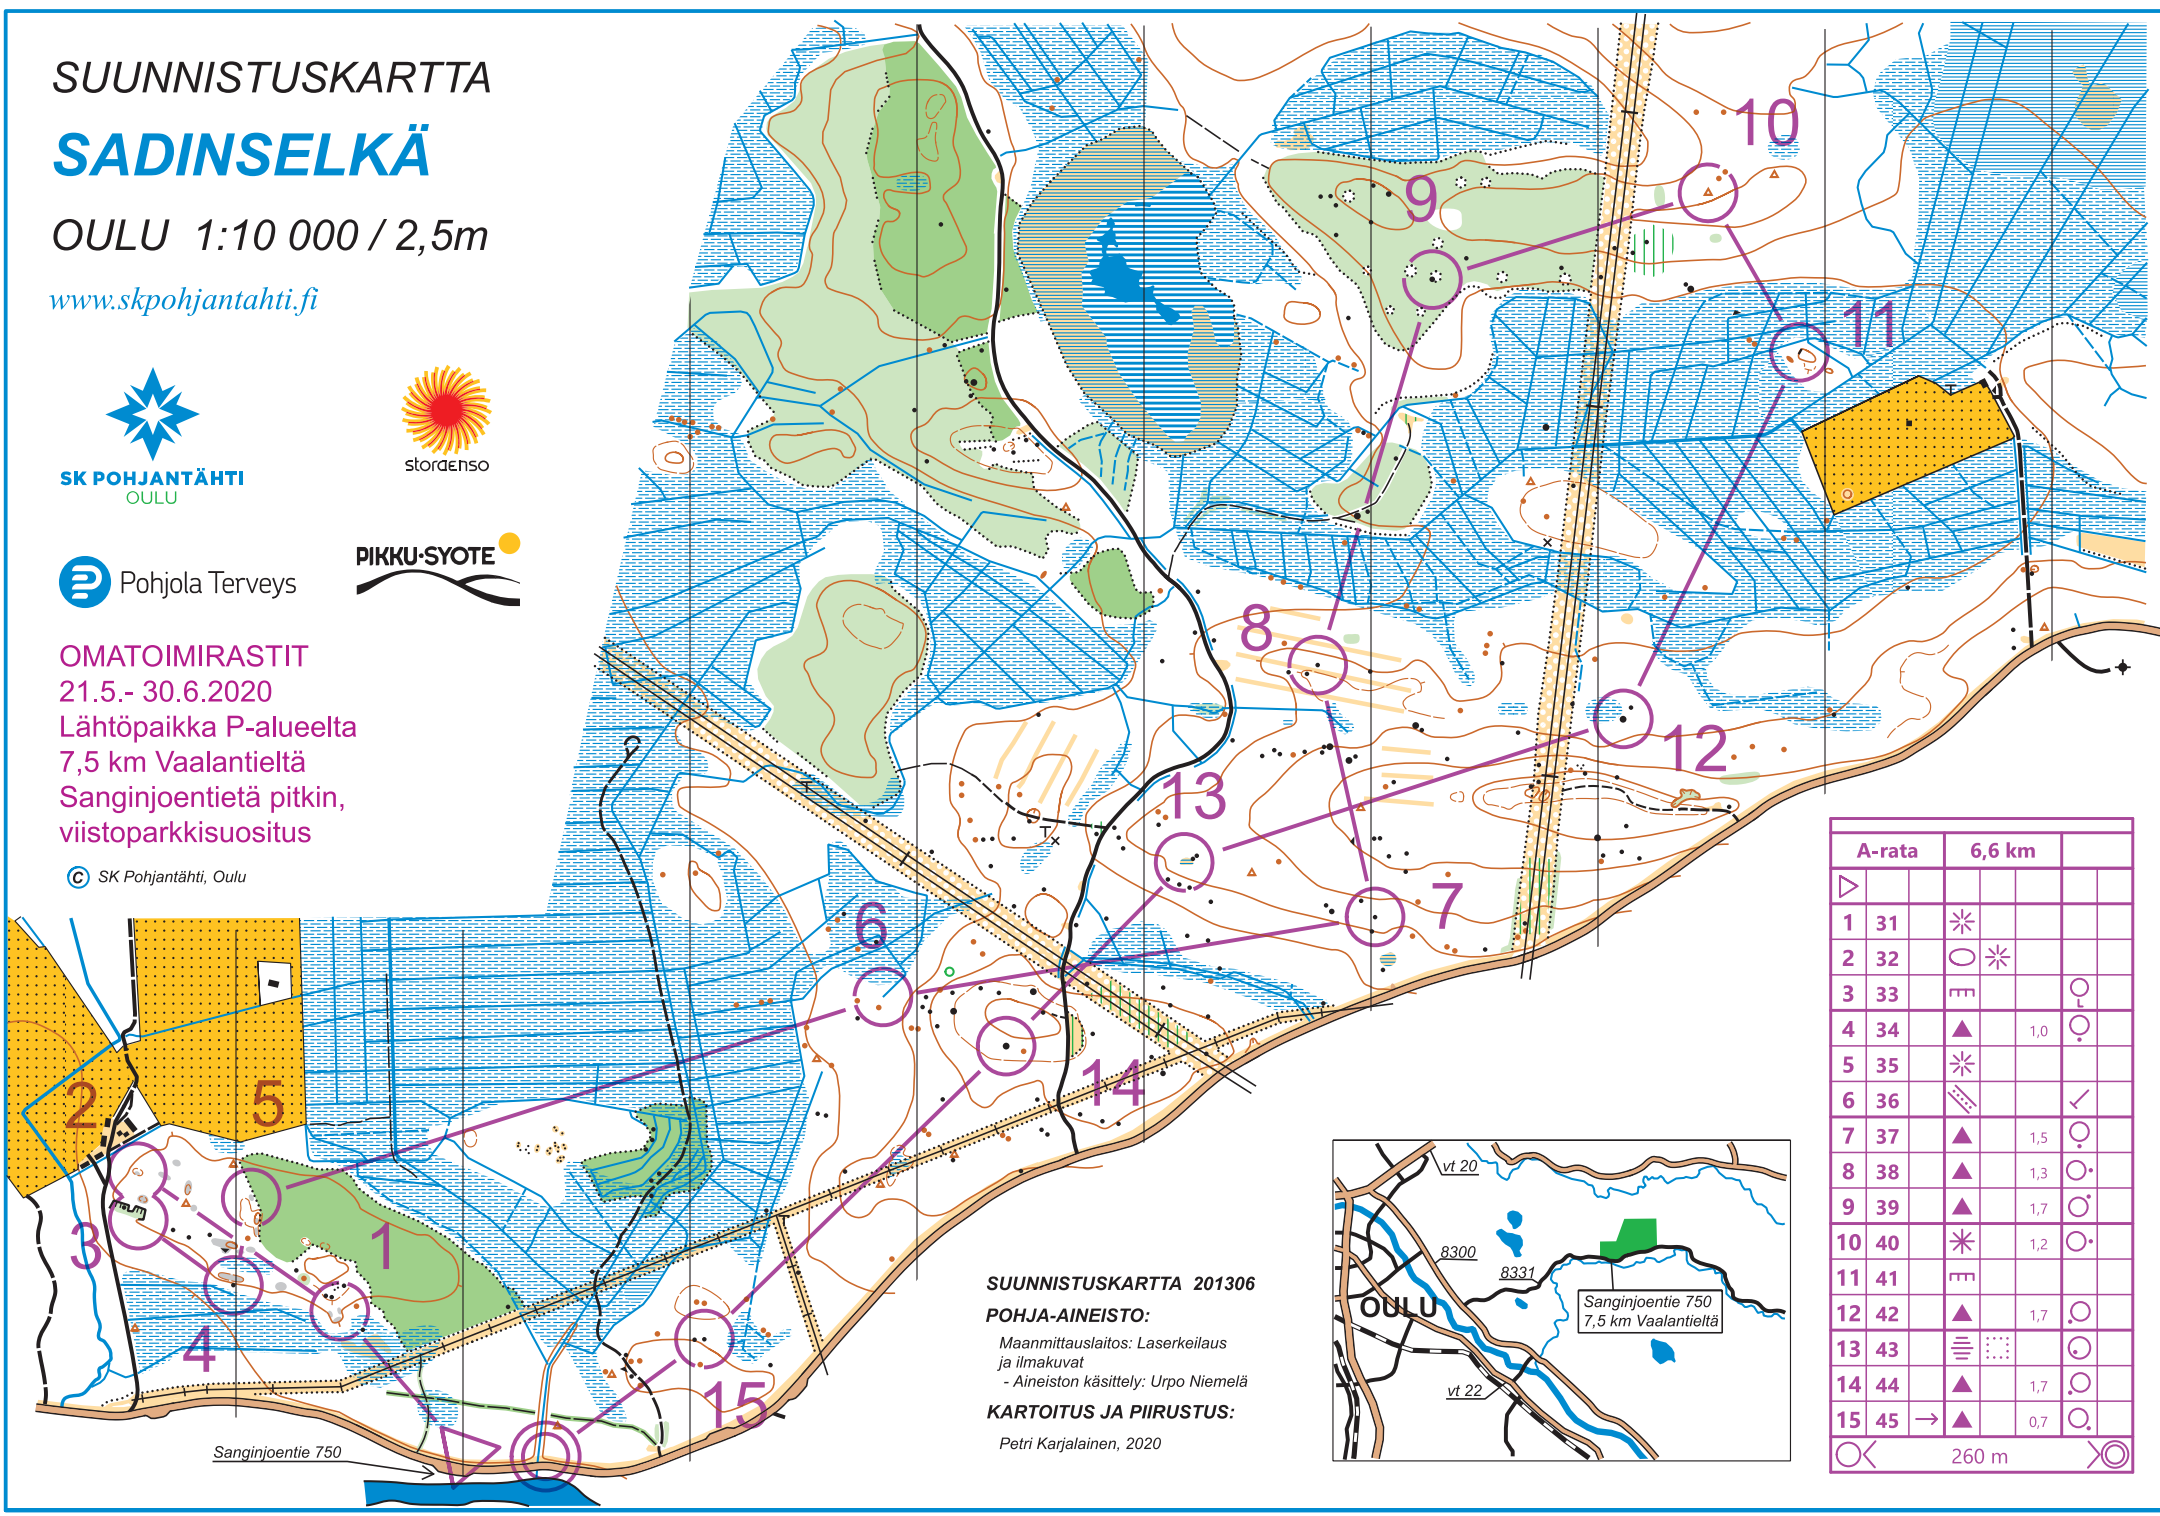 SUUNNISTUSKARTTA
SADINSELKÄ
OULU 1:10 000 / 2,5m
www.skpohjantahti.fi
SK POHJANTÄHTI
OULU
storaenso
Pohjola Terveys
PIKKU-SYOTE
OMATOIMIRASTIT
21.5.- 30.6.2020
Lähtöpaikka P-alueelta
7,5 km Vaalantieltä
Sanginjoentietä pitkin,
viistoparkkisuositus
C SK Pohjantähti, Oulu
10
9
11
8
12
13
7
6
14
2
5
3
1
4
15
Sanginjoentie 750
SUUNNISTUSKARTTA 201306
POHJA-AINEISTO:
Maanmittauslaitos: Laserkeilaus
ja ilmakuvat
- Aineiston käsittely: Urpo Niemelä
KARTOITUS JA PIIRUSTUS:
Petri Karjalainen, 2020
vt 20
8300
8331
OULU
Sanginjoentie 750
7,5 km Vaalantieltä
vt 22
A-rata 6,6 km
1 31
2 32
3 33
4 34 1,0
5 35
6 36
7 37 1,5
8 38 1,3
9 39 1,7
10 40 1,2
11 41
12 42 1,7
13 43
14 44 1,7
15 45 0,7
260 m